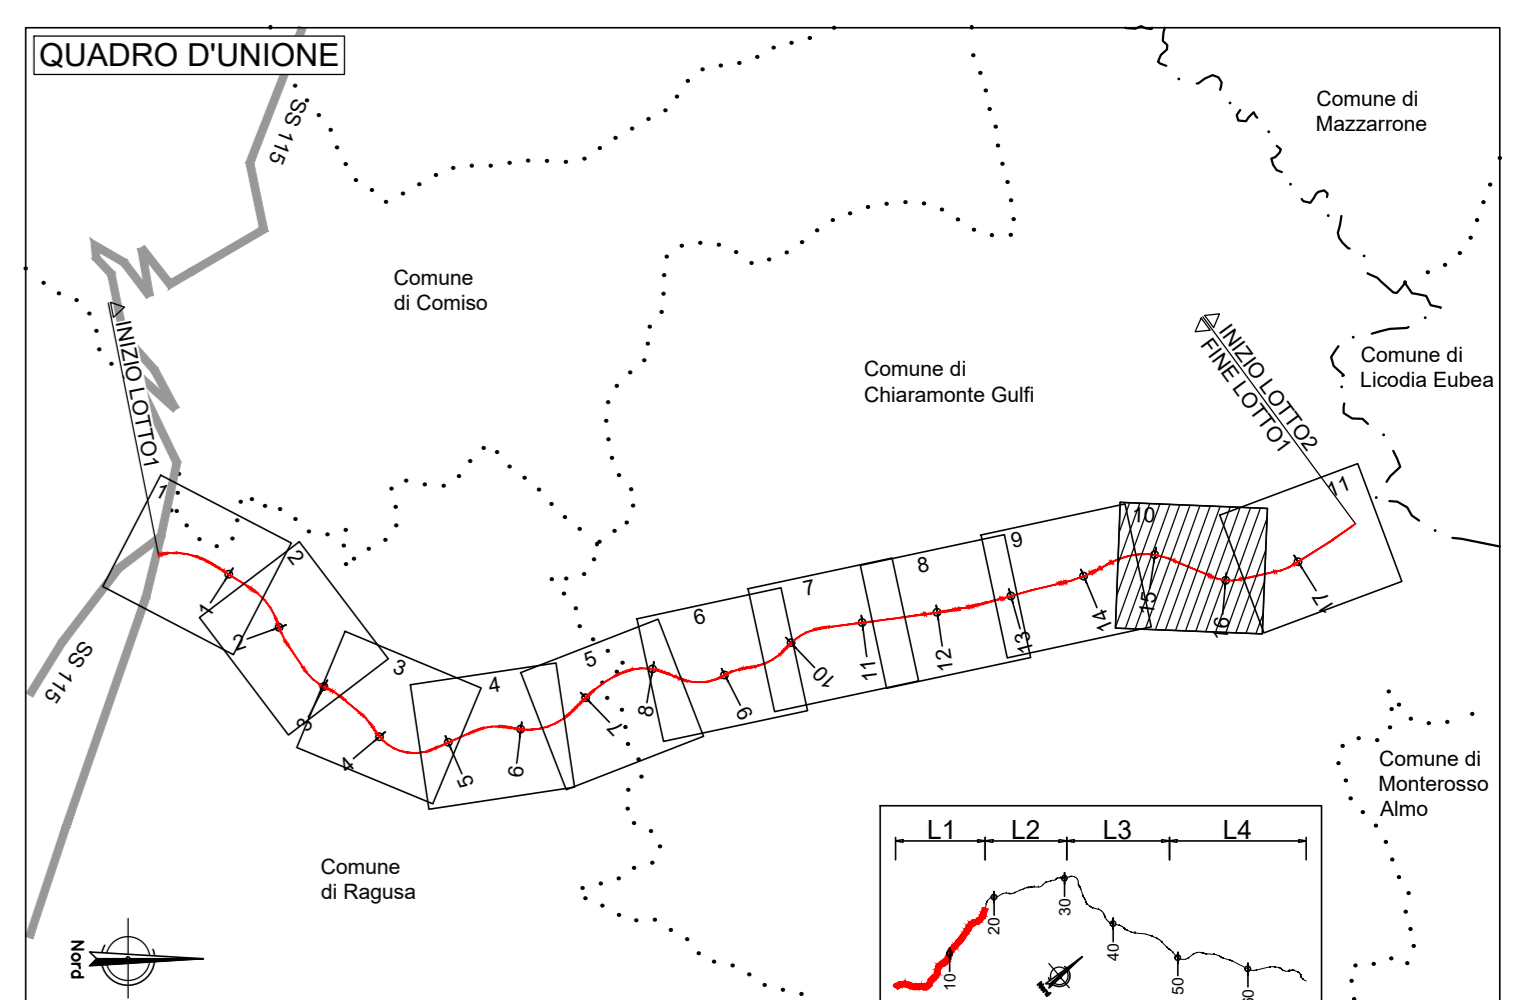 QUADRO D'UNIONE
SS 115
Comune di
Mazzarrone
Comune
di Comiso
INIZIO LOTTO1
Comune di
Chiaramonte Gulfi
INIZIO LOTTO2
FINE LOTTO1
Comune di
Licodia Eubea
1
2
3
4
5
6
7
8
9
10
11
1
2
3
4
5
6
7
8
9
10
11
12
13
14
15
16
17
SS 115
Comune di
Monterosso
Almo
Comune
di Ragusa
Nord
L1
L2
L3
L4
10
20
30
40
50
60
Nord